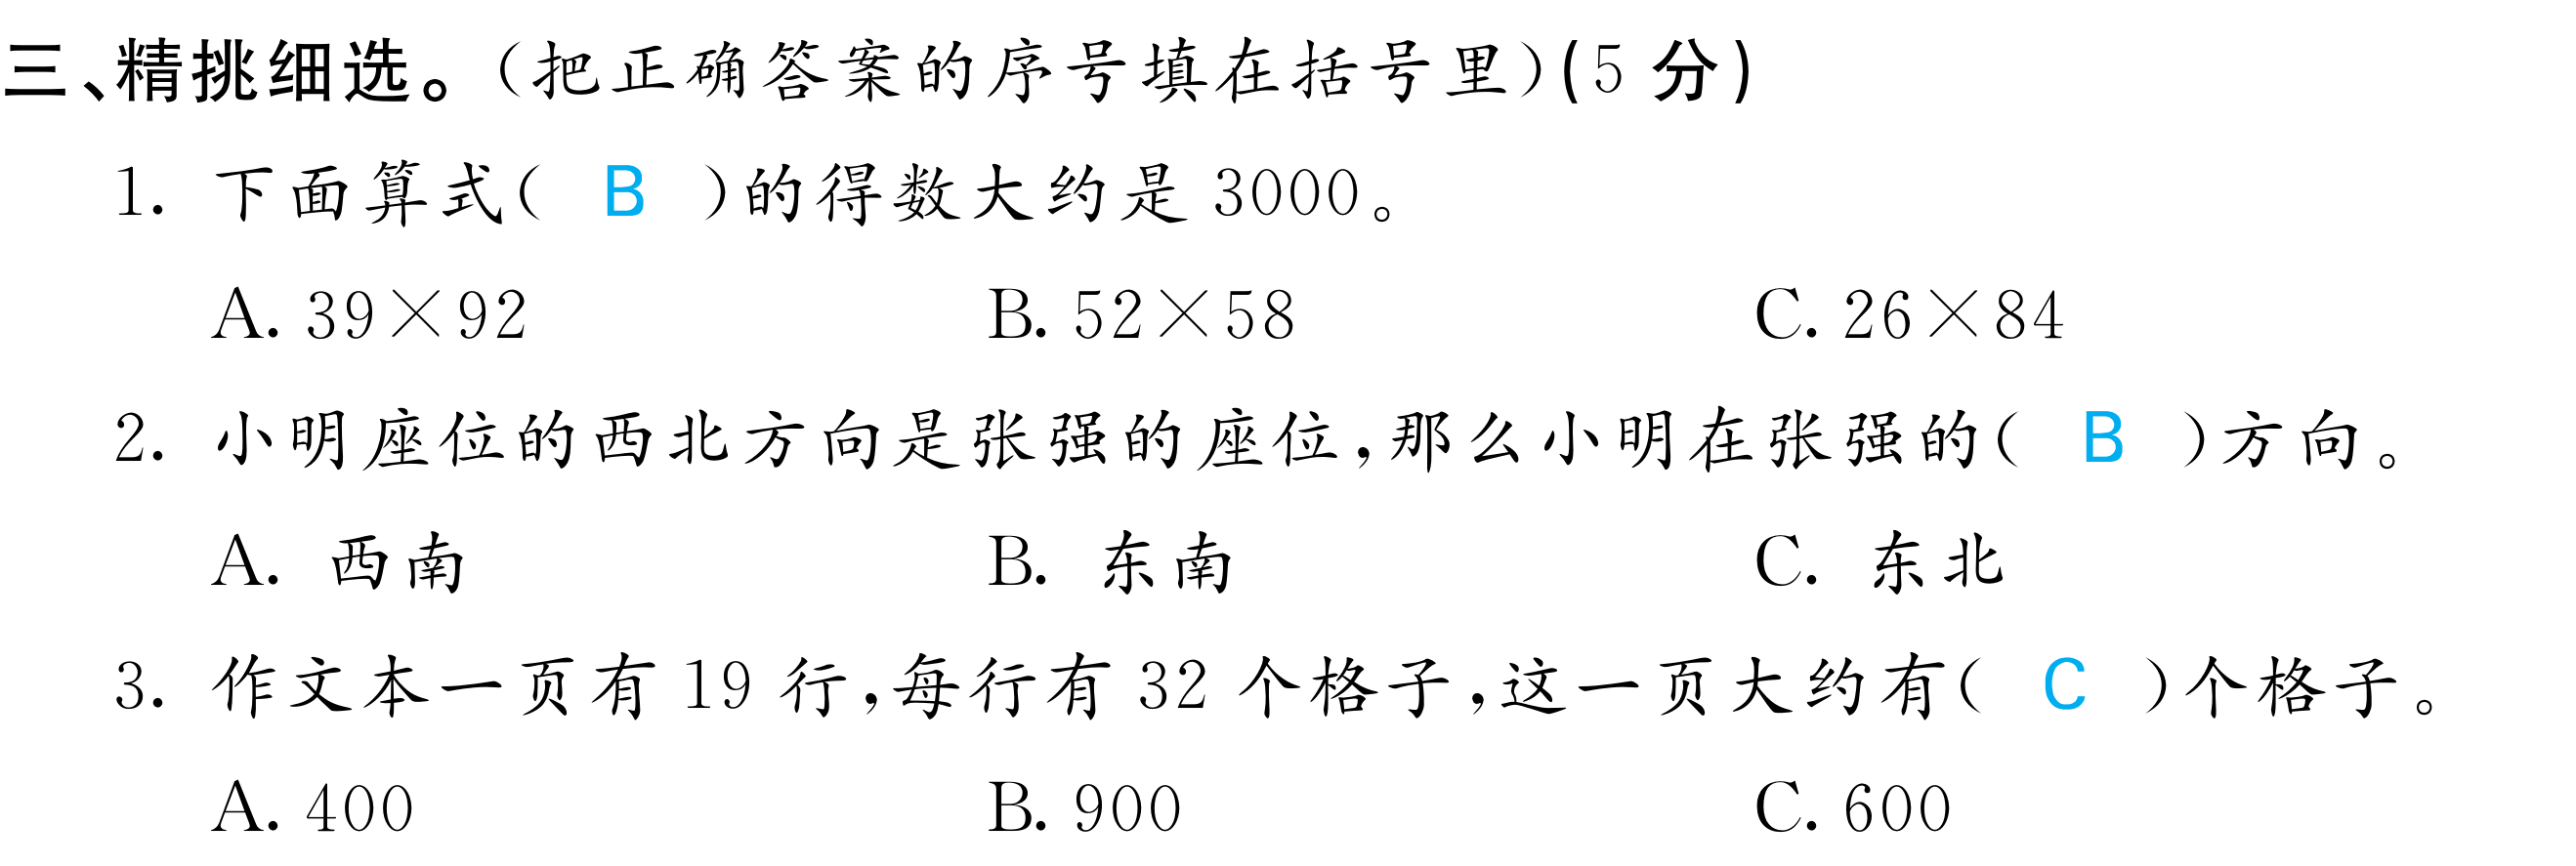 三、精挑细选。(把正确答案的序号填在括号里)(5 分)
1. 下面算式( B )的得数大约是 3000。
A. 39×92 B. 52×58 C. 26×84
2. 小明座位的西北方向是张强的座位,那么小明在张强的( B )方向。
A. 西南 B. 东南 C. 东北
3. 作文本一页有 19 行,每行有 32 个格子,这一页大约有( C )个格子。
A. 400 B. 900 C. 600